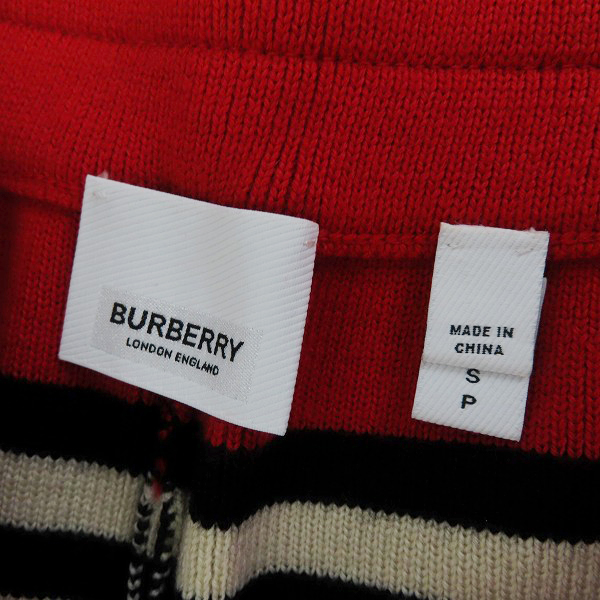 BURBERRY
LONDON ENGLAND
MADE IN
CHINA
S
P